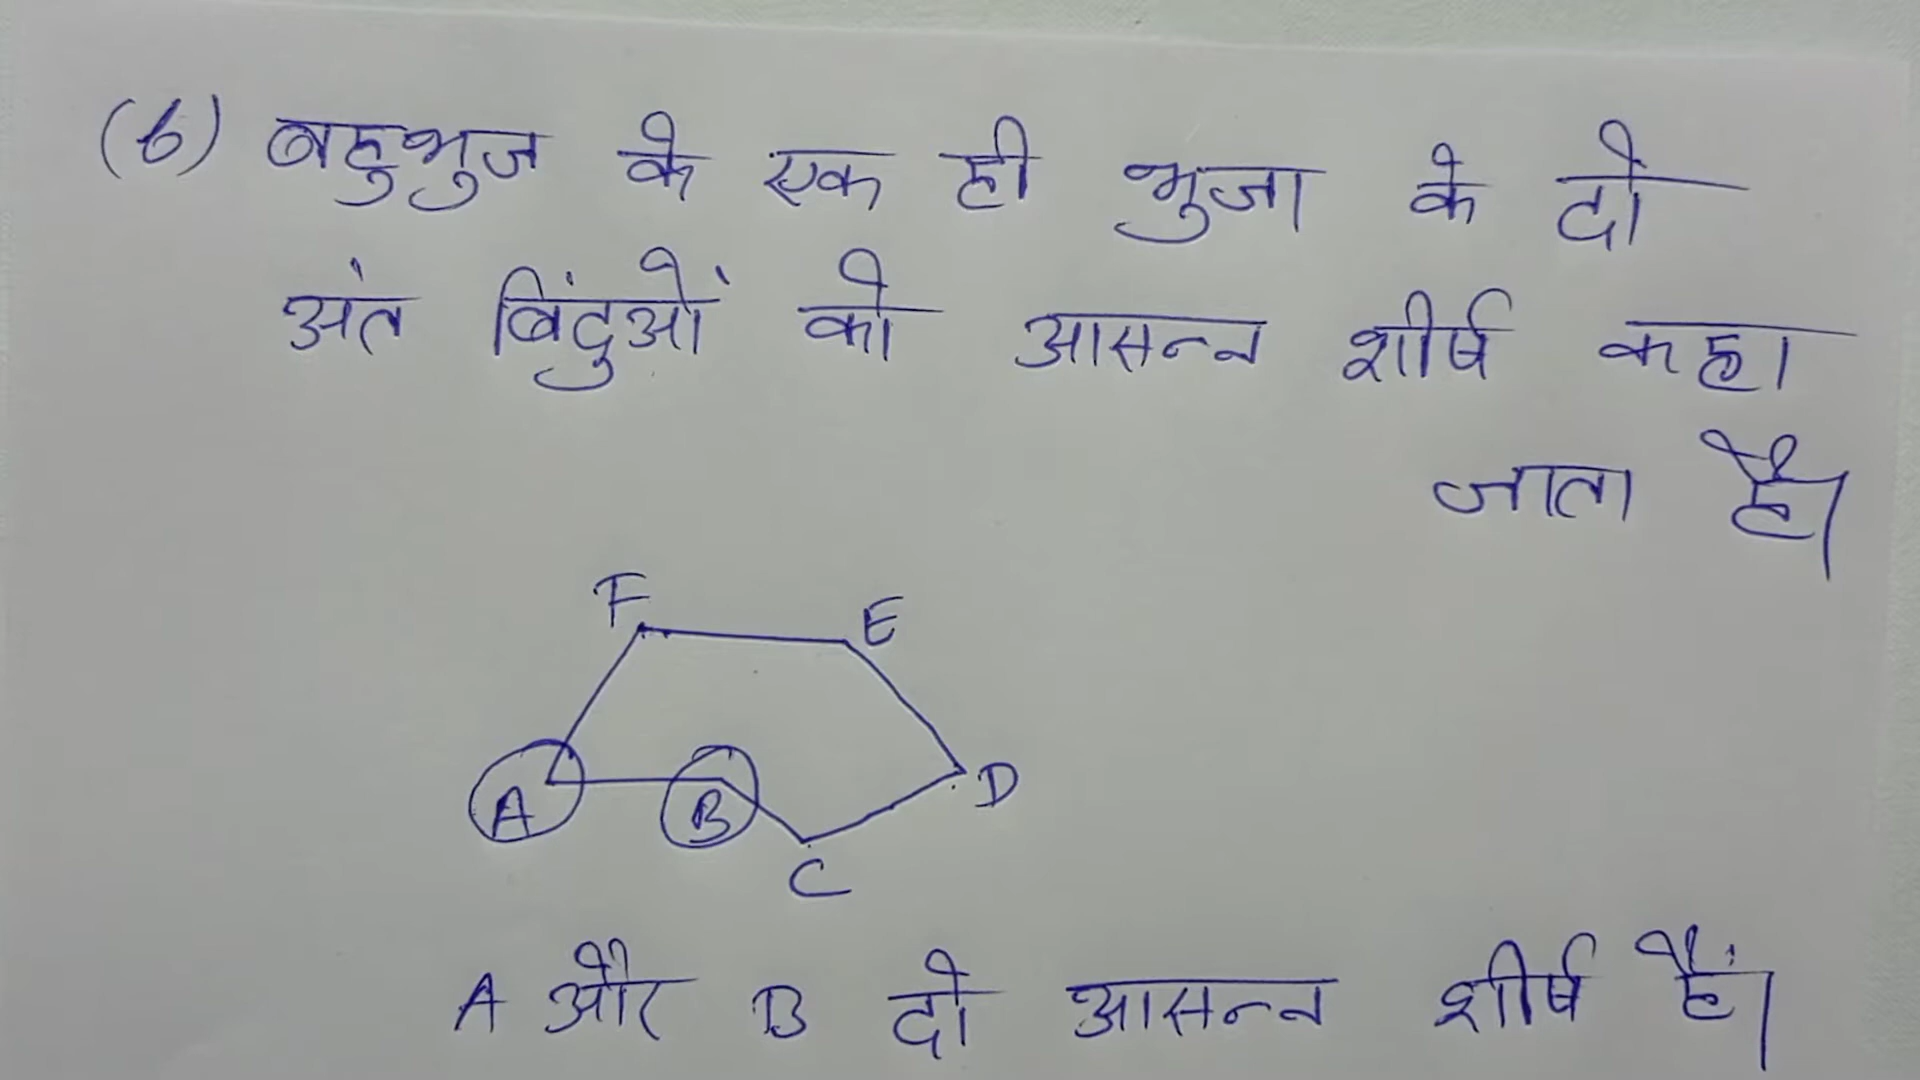 (6) बहुभुज के एक ही भुजा के दो
अंत बिंदुओं को आसन्न शीर्ष कहा
जाता है।
F
E
A
B
D
C
A और B दो आसन्न शीर्ष हैं।